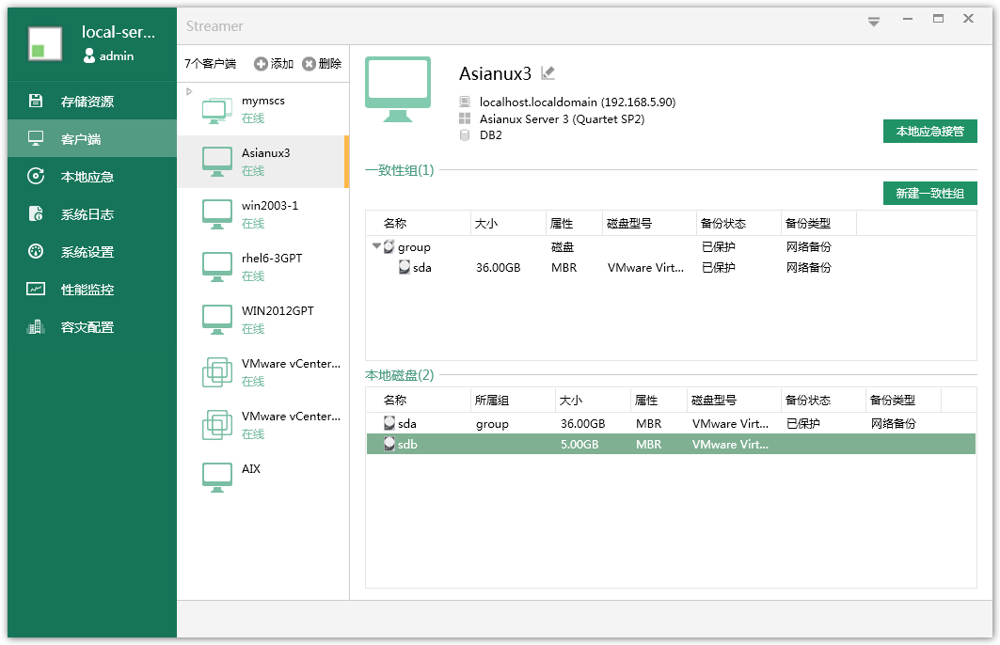 local-ser...
admin
存储资源
客户端
本地应急
系统日志
系统设置
性能监控
容灾配置
Streamer
7个客户端 添加 删除
mymscs
在线
Asianux3
在线
win2003-1
在线
rhel6-3GPT
在线
WIN2012GPT
在线
VMware vCenter...
在线
VMware vCenter...
在线
AIX
Asianux3
localhost.localdomain (192.168.5.90)
Asianux Server 3 (Quartet SP2)
DB2
本地应急接管
一致性组(1)
新建一致性组
名称 大小 属性 磁盘型号 备份状态 备份类型
group 磁盘 已保护 网络备份
sda 36.00GB MBR VMware Virt... 已保护 网络备份
本地磁盘(2)
名称 所属组 大小 属性 磁盘型号 备份状态 备份类型
sda group 36.00GB MBR VMware Virt... 已保护 网络备份
sdb 5.00GB MBR VMware Virt...